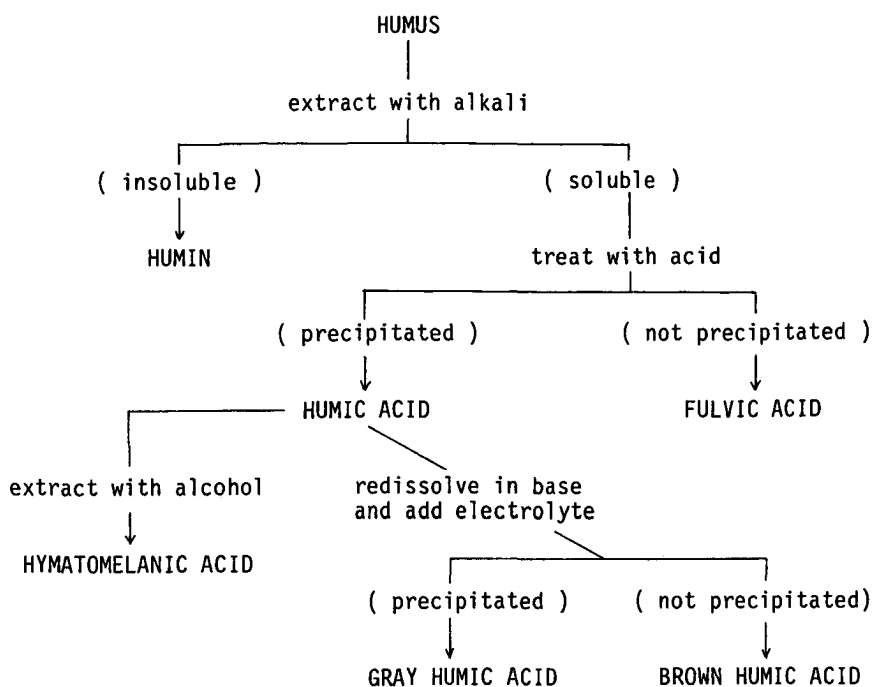 HUMUS
extract with alkali
( insoluble )
( soluble )
HUMIN
treat with acid
( precipitated )
( not precipitated )
HUMIC ACID
FULVIC ACID
extract with alcohol
redissolve in base
and add electrolyte
HYMATOMELANIC ACID
( precipitated )
( not precipitated)
GRAY HUMIC ACID
BROWN HUMIC ACID